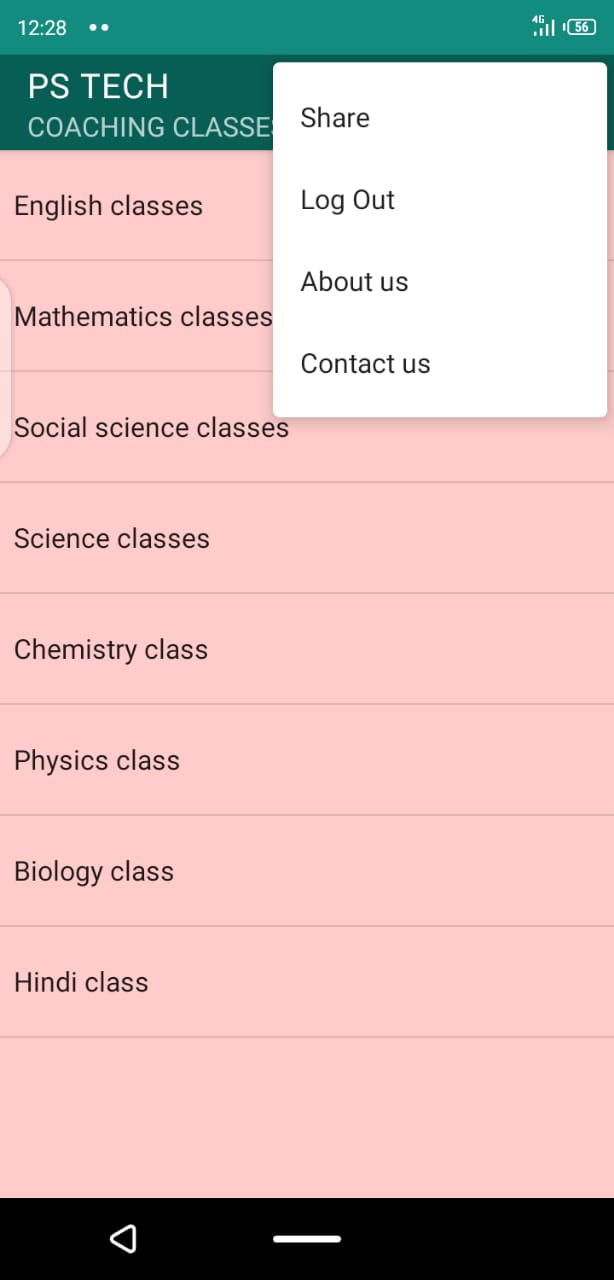 12:28
4G
56
PS TECH
COACHING CLASSE
Share
Log Out
About us
Contact us
English classes
Mathematics classes
Social science classes
Science classes
Chemistry class
Physics class
Biology class
Hindi class